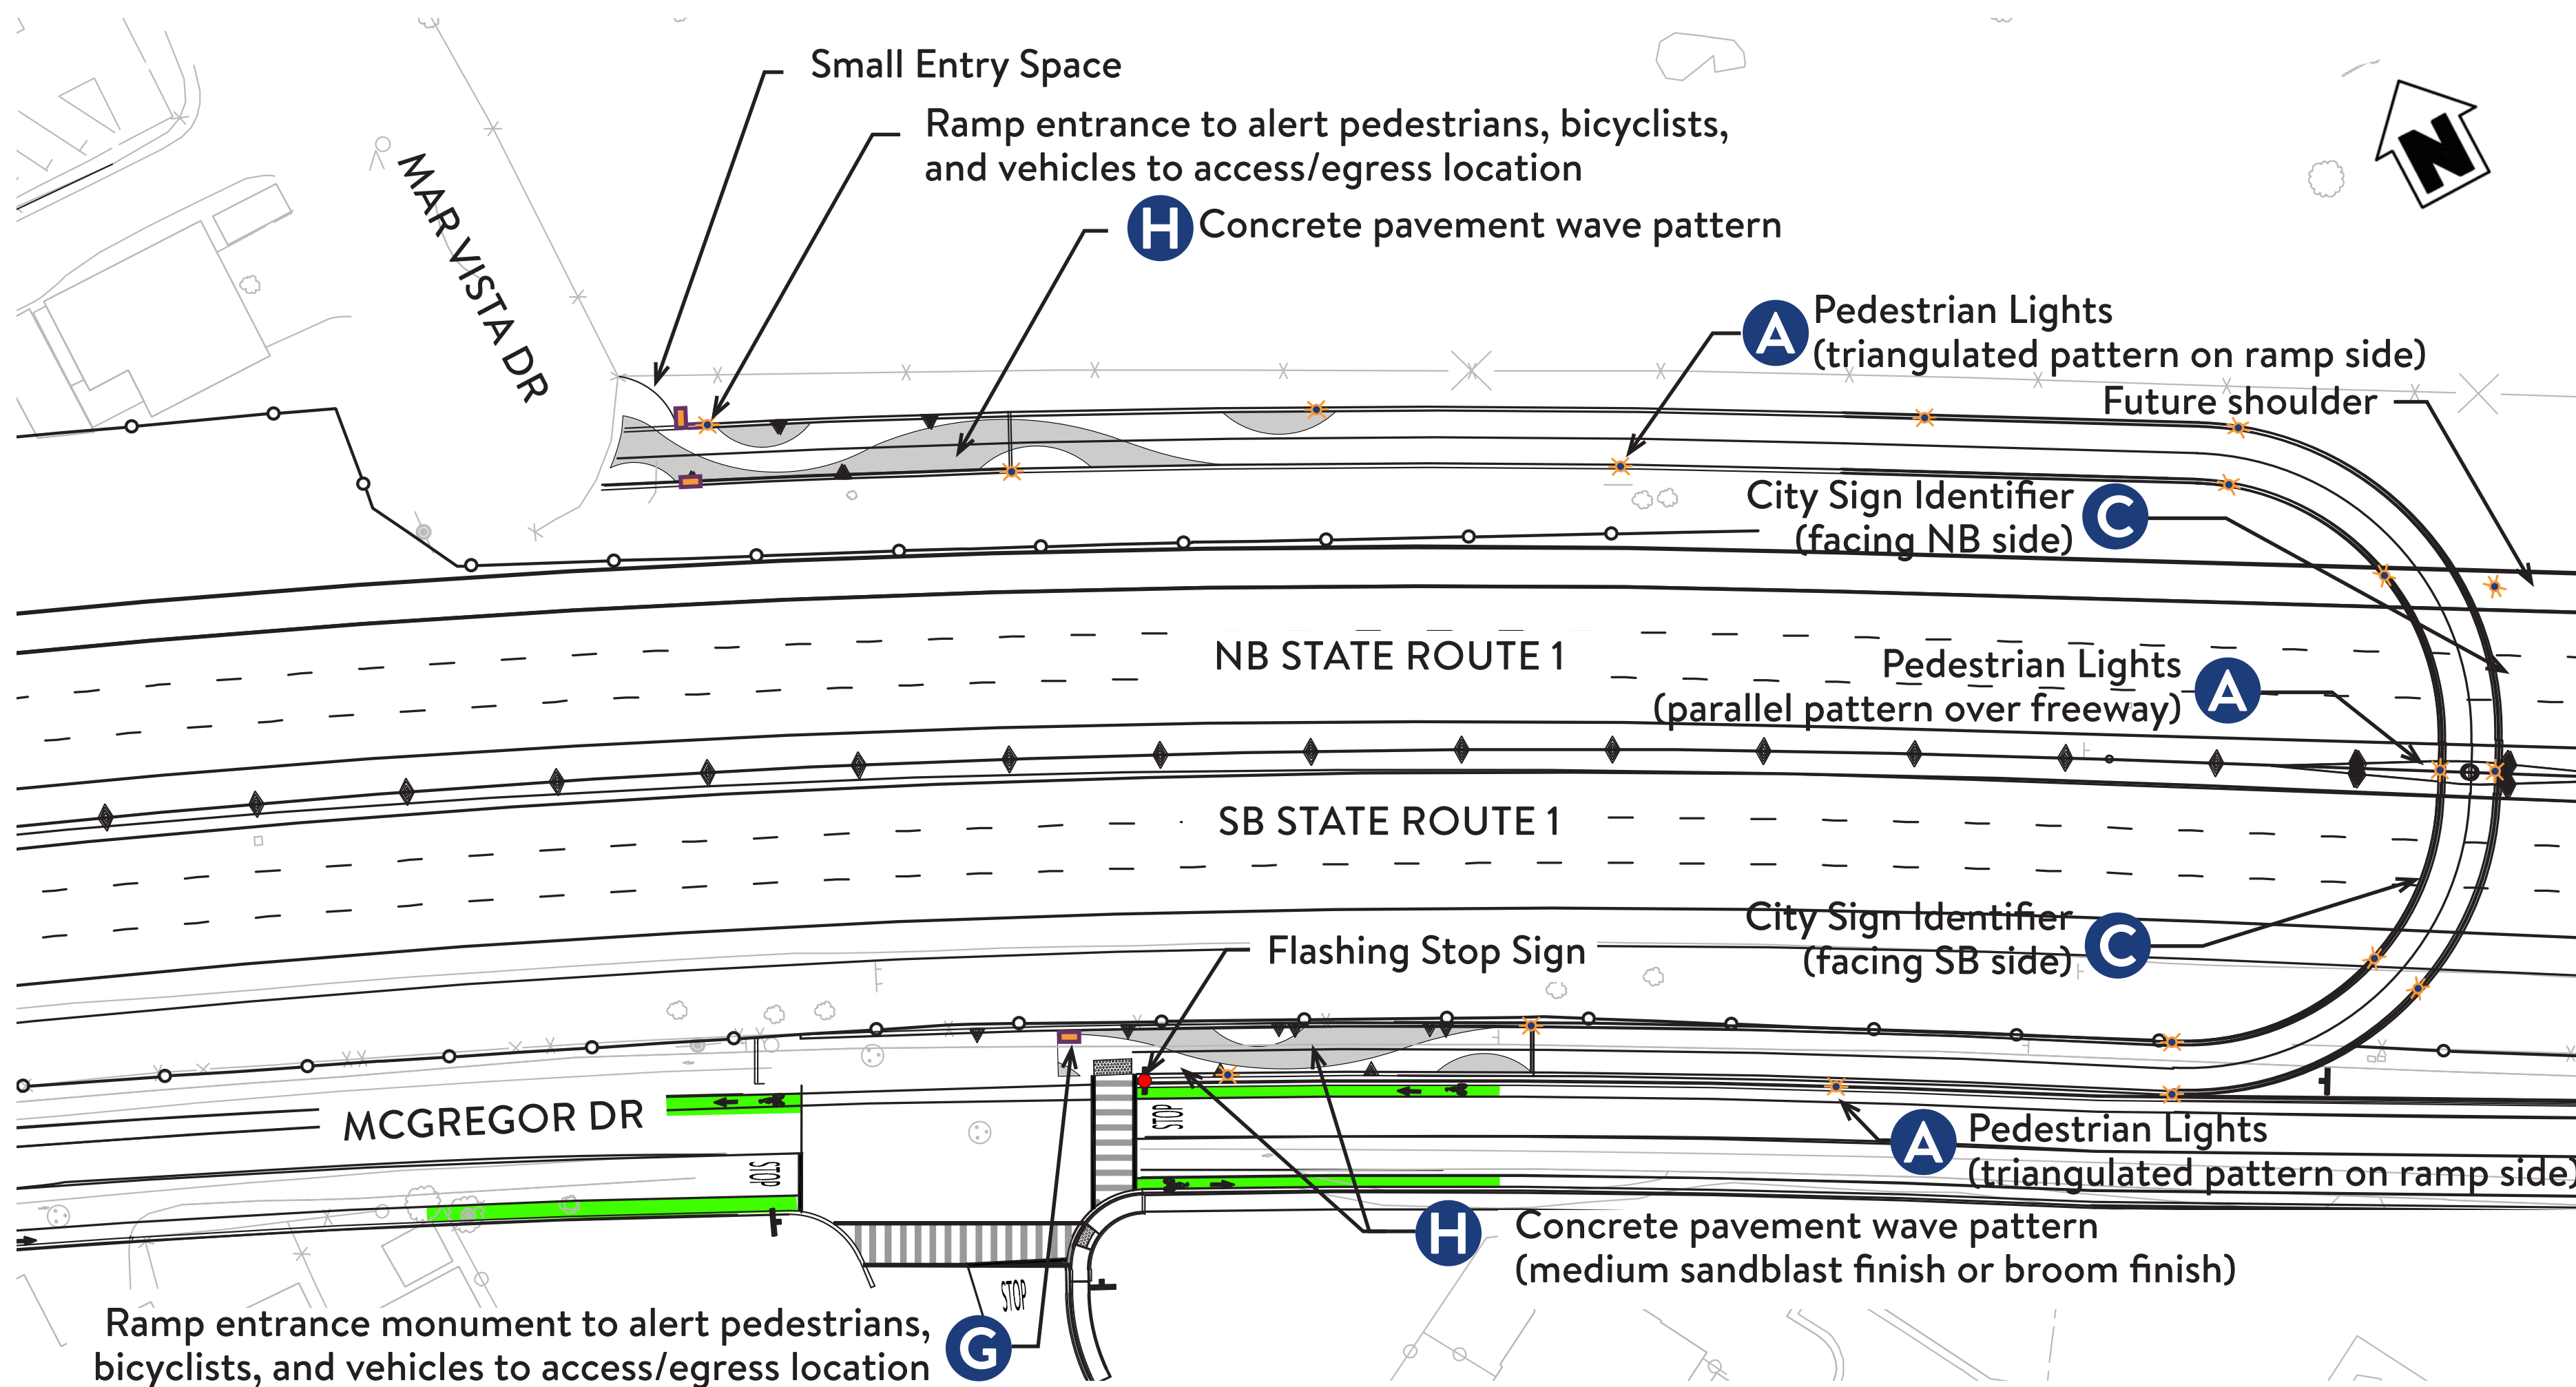 Small Entry Space
Ramp entrance to alert pedestrians, bicyclists,
and vehicles to access/egress location
H Concrete pavement wave pattern
N
MAR VISTA DR
A Pedestrian Lights
(triangulated pattern on ramp side)
Future shoulder
City Sign Identifier
(facing NB side)
C
NB STATE ROUTE 1
Pedestrian Lights
(parallel pattern over freeway)
A
SB STATE ROUTE 1
City Sign Identifier
(facing SB side)
C
Flashing Stop Sign
MCGREGOR DR
STOP
STOP
A Pedestrian Lights
(triangulated pattern on ramp side)
H Concrete pavement wave pattern
(medium sandblast finish or broom finish)
STOP
Ramp entrance monument to alert pedestrians,
bicyclists, and vehicles to access/egress location
G